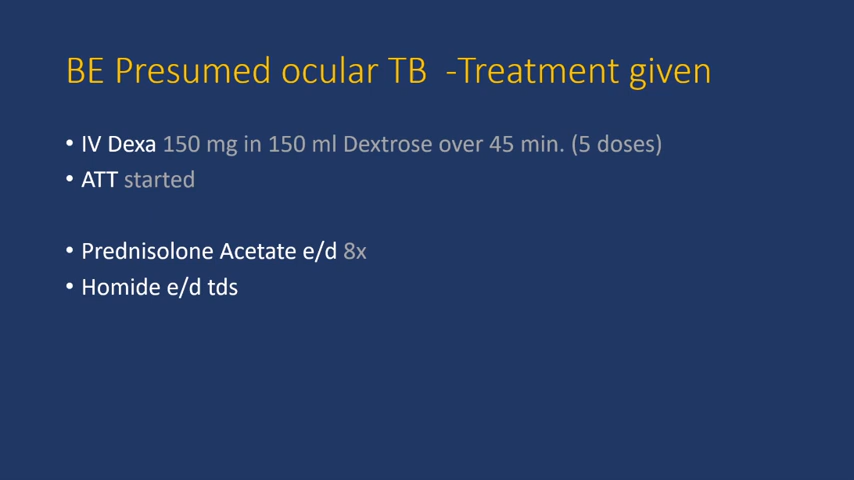 BE Presumed ocular TB -Treatment given
• IV Dexa 150 mg in 150 ml Dextrose over 45 min. (5 doses)
• ATT started
• Prednisolone Acetate e/d 8x
• Homide e/d tds